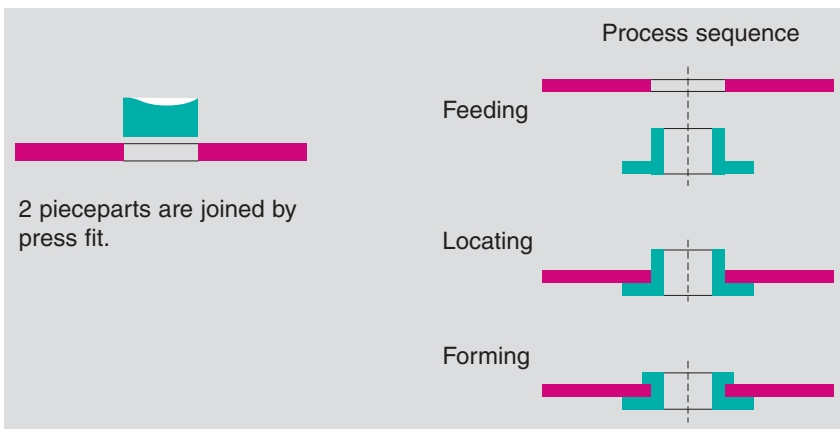 Process sequence
Feeding
2 pieceparts are joined by
press fit.
Locating
Forming